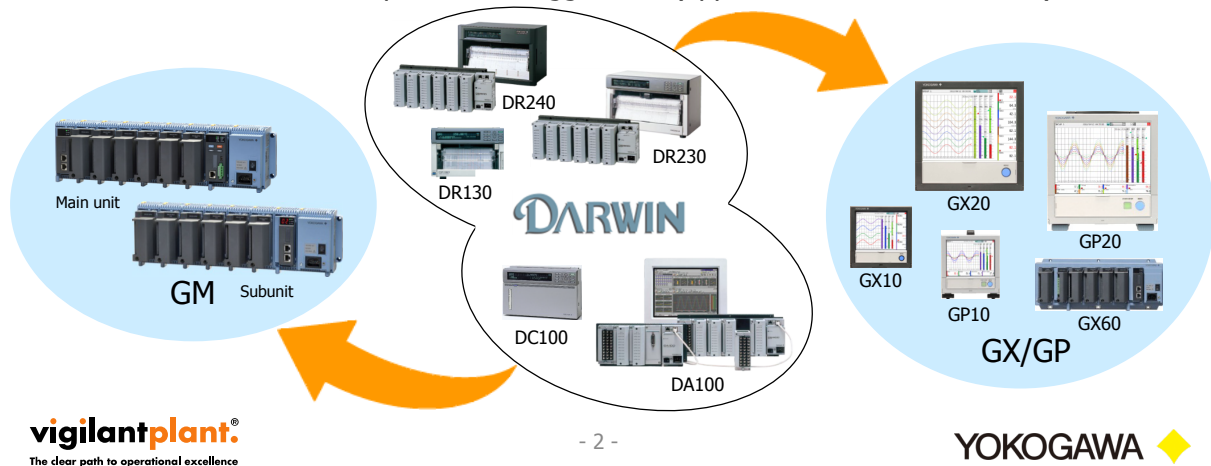 DR240
DR230
DR130
DARWIN
DC100
DA100
Main unit
Subunit
GM
GX20
GP20
GX10
GP10
GX60
GX/GP
vigilantplant.®
The clear path to operational excellence
- 2 -
YOKOGAWA